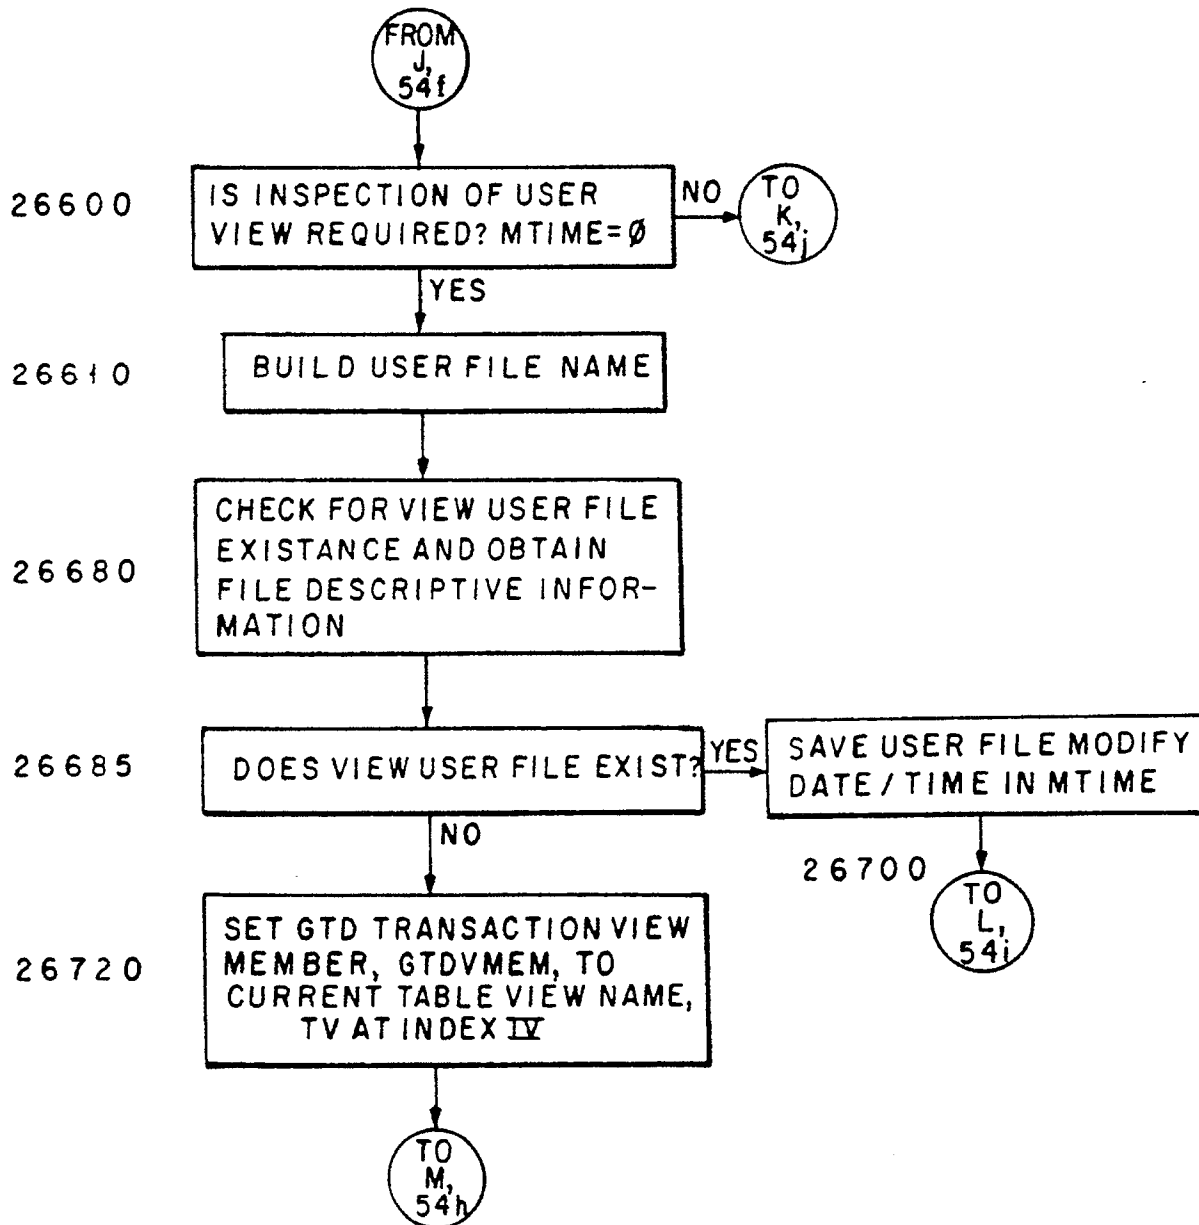 FROM
J,
54f
26600
IS INSPECTION OF USER
VIEW REQUIRED? MTIME=Ø
NO
TO
K,
54j
YES
26610
BUILD USER FILE NAME
26680
CHECK FOR VIEW USER FILE
EXISTANCE AND OBTAIN
FILE DESCRIPTIVE INFOR-
MATION
26685
DOES VIEW USER FILE EXIST?
YES
SAVE USER FILE MODIFY
DATE / TIME IN MTIME
NO
26700
TO
L,
54i
26720
SET GTD TRANSACTION VIEW
MEMBER, GTDVMEM, TO
CURRENT TABLE VIEW NAME,
TV AT INDEX IV
TO
M,
54h